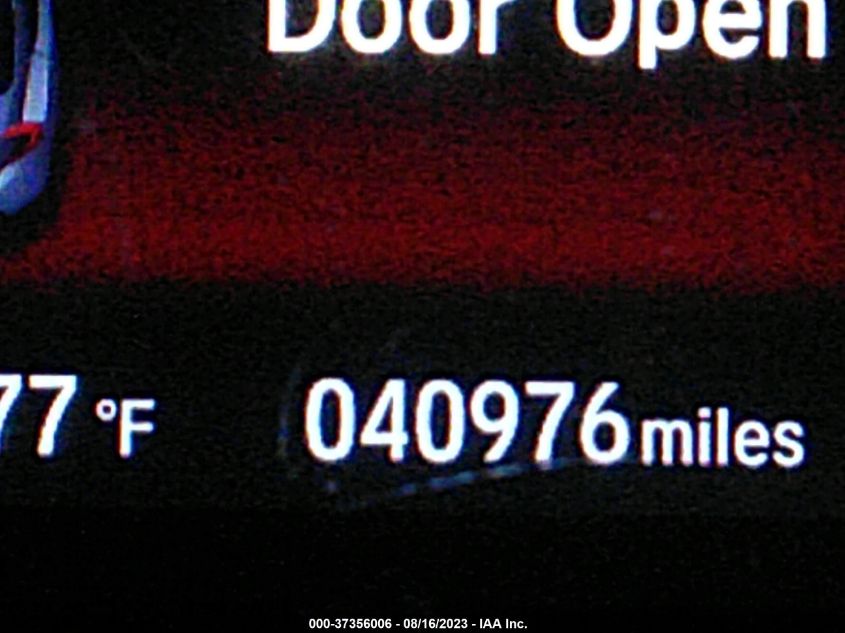 Door Open
77 °F 040976 miles
000-37356006 - 08/16/2023 - IAA Inc.